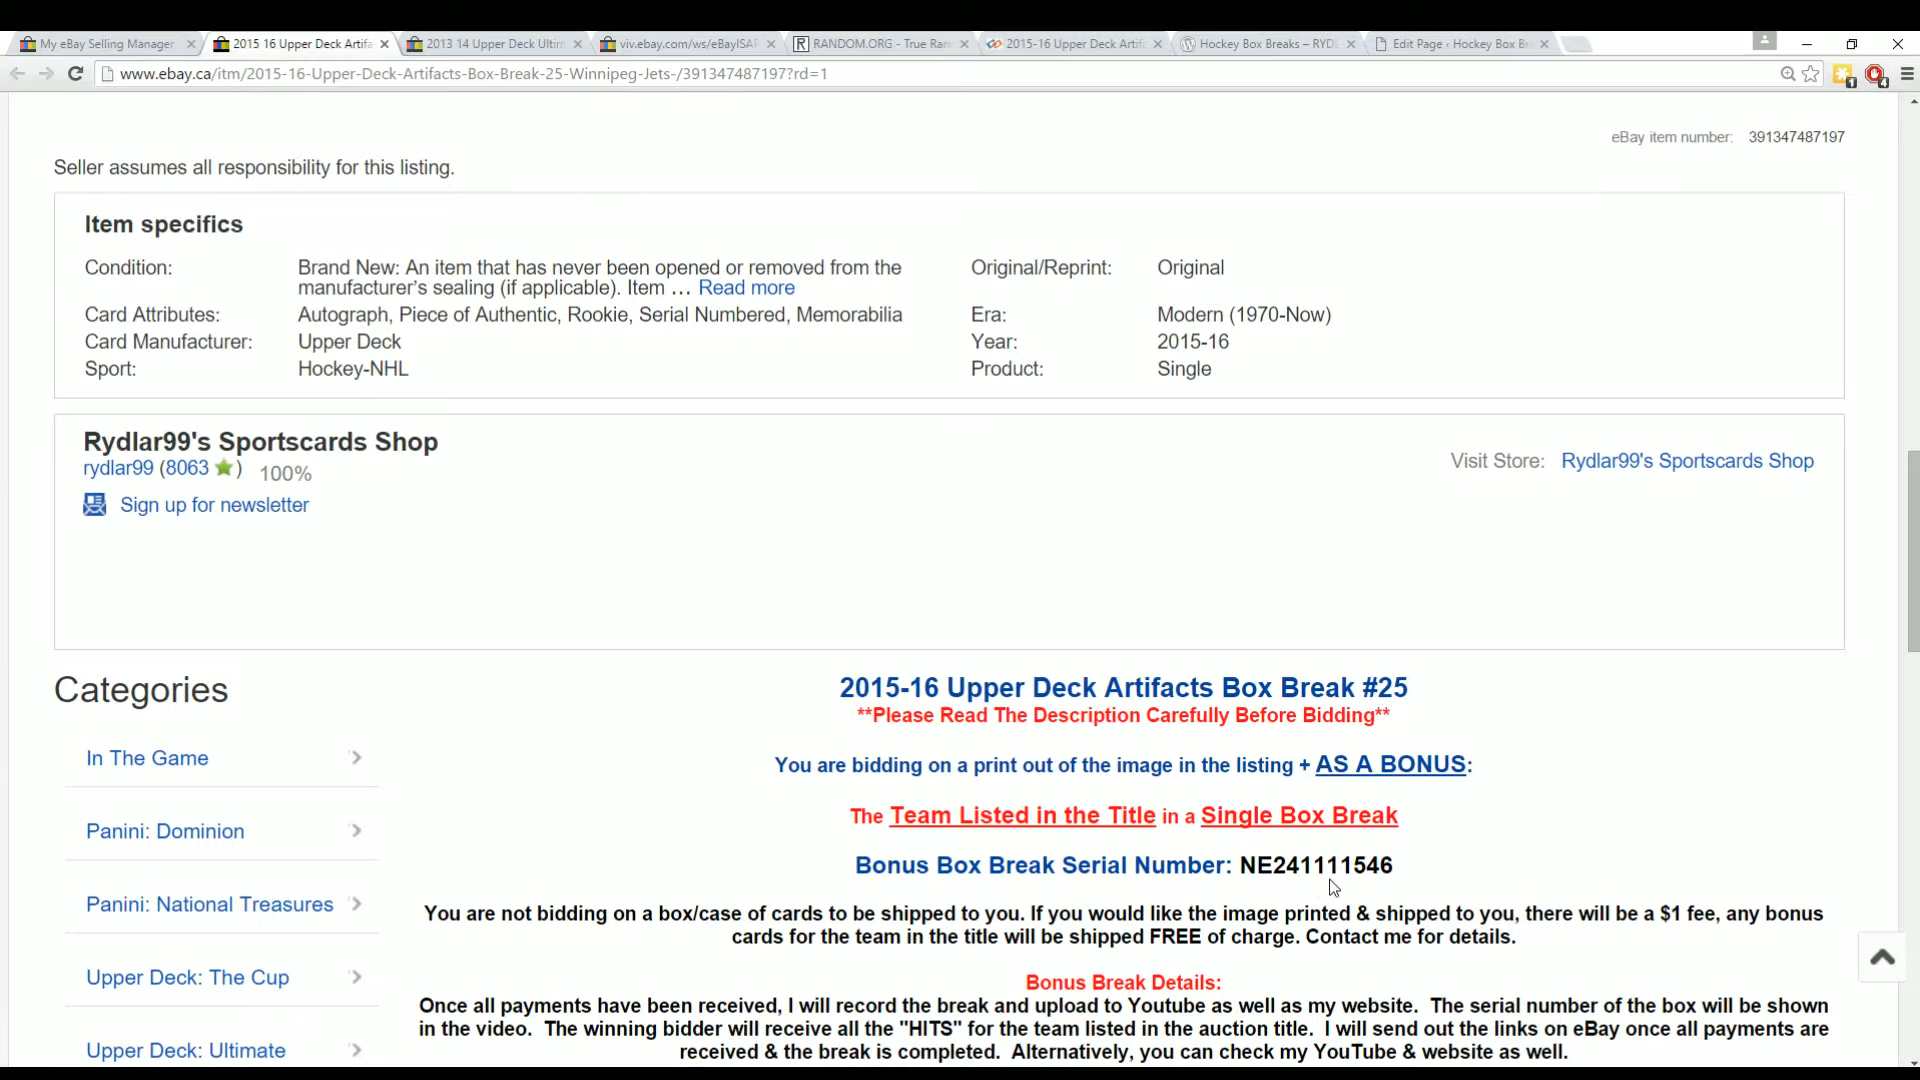 My eBay Selling Manager
2015 16 Upper Deck Artifa
2013 14 Upper Deck Ultim
viv.ebay.com/ws/eBayISAP
RANDOM.ORG - True Ran
2015-16 Upper Deck Artifa
Hockey Box Breaks – RYDL
Edit Page ‹ Hockey Box Br
www.ebay.ca/itm/2015-16-Upper-Deck-Artifacts-Box-Break-25-Winnipeg-Jets-/391347487197?rd=1
1
4
eBay item number: 391347487197
Seller assumes all responsibility for this listing.
Item specifics
Condition: Brand New: An item that has never been opened or removed from the
manufacturer's sealing (if applicable). Item … Read more
Original/Reprint: Original
Card Attributes: Autograph, Piece of Authentic, Rookie, Serial Numbered, Memorabilia
Era: Modern (1970-Now)
Card Manufacturer: Upper Deck
Year: 2015-16
Sport: Hockey-NHL
Product: Single
Rydlar99's Sportscards Shop
rydlar99 (8063 ) 100%
Sign up for newsletter
Visit Store: Rydlar99's Sportscards Shop
Categories
In The Game
Panini: Dominion
Panini: National Treasures
Upper Deck: The Cup
Upper Deck: Ultimate
2015-16 Upper Deck Artifacts Box Break #25
**Please Read The Description Carefully Before Bidding**
You are bidding on a print out of the image in the listing + AS A BONUS:
The Team Listed in the Title in a Single Box Break
Bonus Box Break Serial Number: NE241111546
You are not bidding on a box/case of cards to be shipped to you. If you would like the image printed & shipped to you, there will be a $1 fee, any bonus
cards for the team in the title will be shipped FREE of charge. Contact me for details.
Bonus Break Details:
Once all payments have been received, I will record the break and upload to Youtube as well as my website. The serial number of the box will be shown
in the video. The winning bidder will receive all the "HITS" for the team listed in the auction title. I will send out the links on eBay once all payments are
received & the break is completed. Alternatively, you can check my YouTube & website as well.